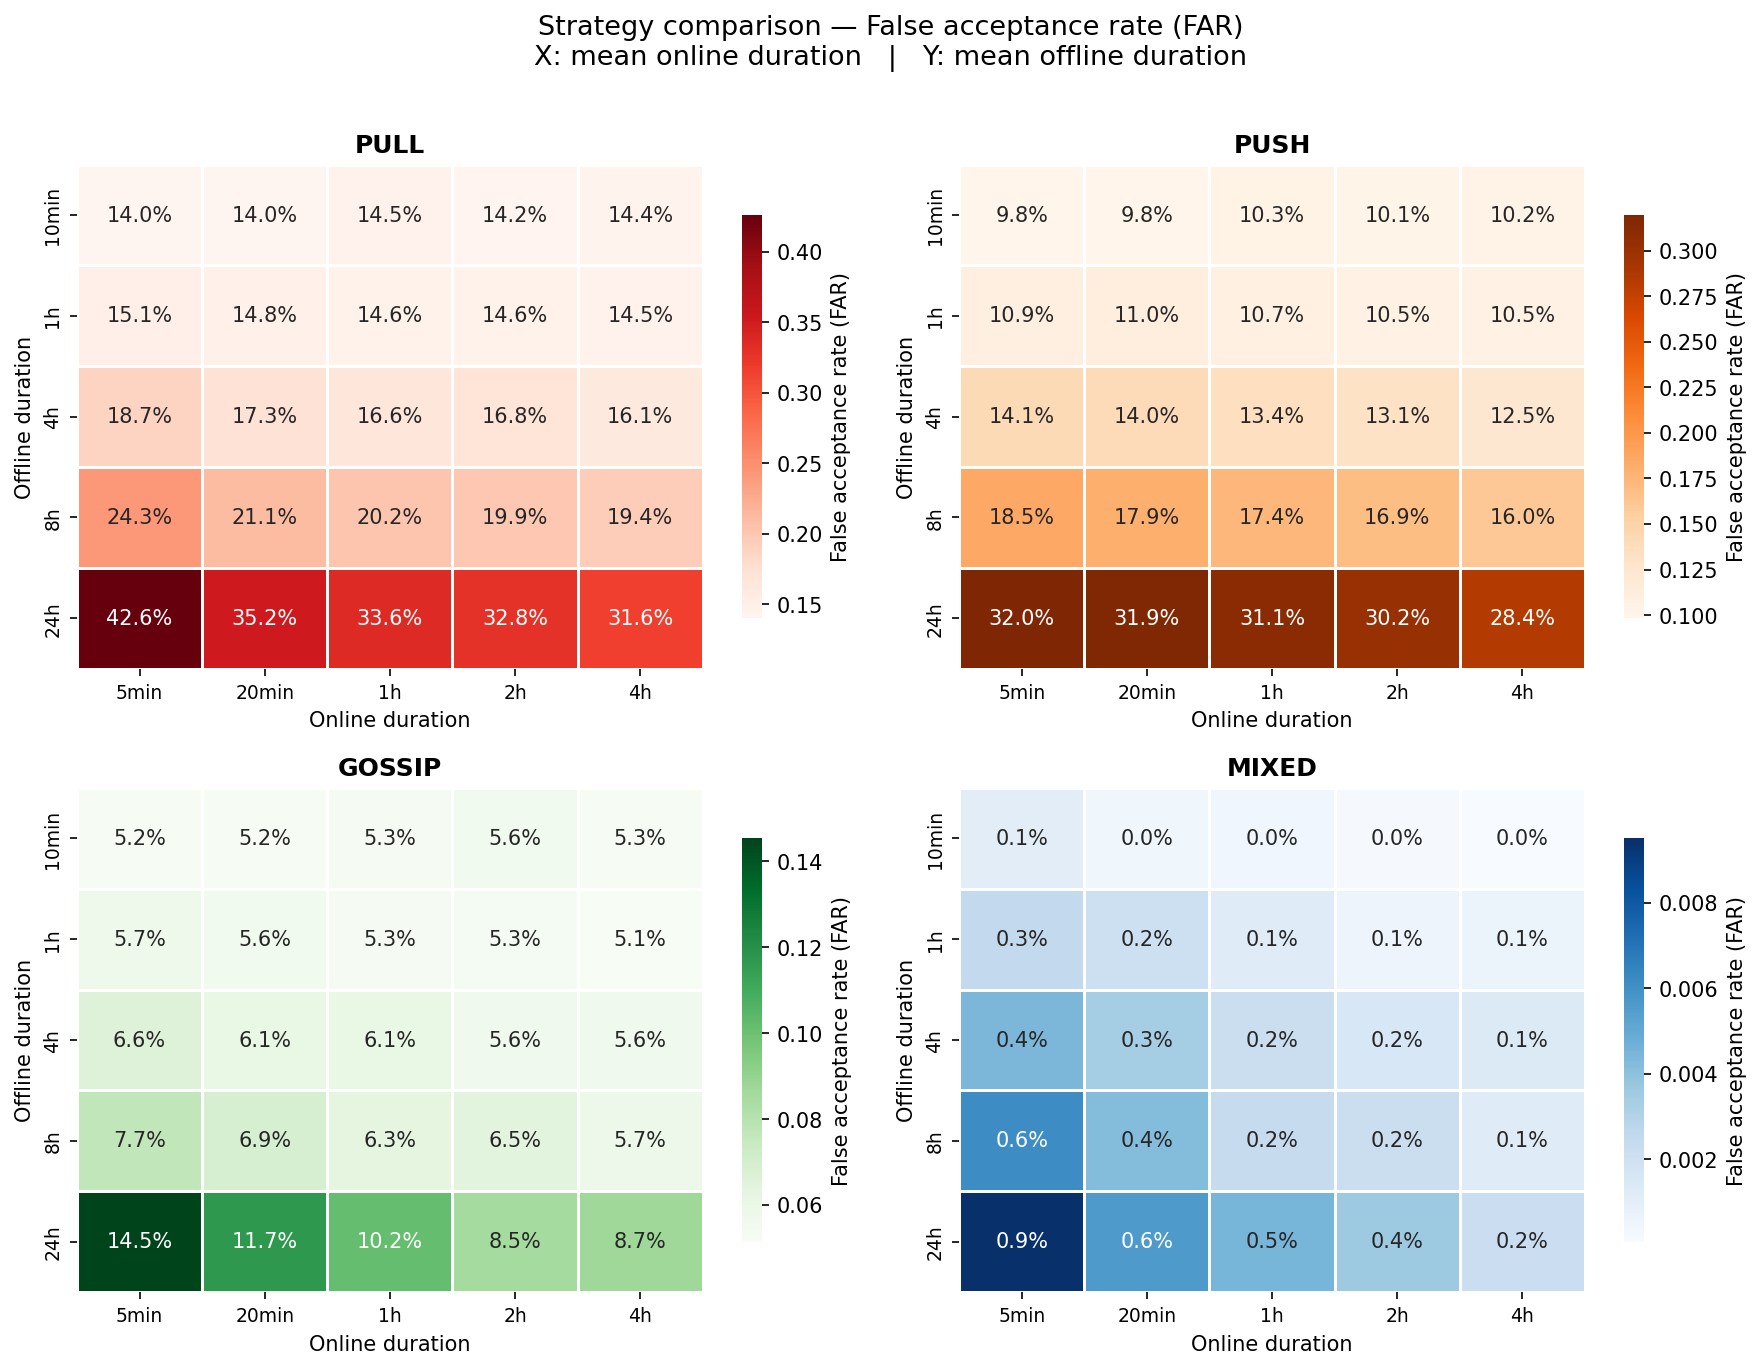 Strategy comparison — False acceptance rate (FAR)
X: mean online duration | Y: mean offline duration
PULL
Offline duration
10min 14.0% 14.0% 14.5% 14.2% 14.4%
1h 15.1% 14.8% 14.6% 14.6% 14.5%
4h 18.7% 17.3% 16.6% 16.8% 16.1%
8h 24.3% 21.1% 20.2% 19.9% 19.4%
24h 42.6% 35.2% 33.6% 32.8% 31.6%
5min 20min 1h 2h 4h
Online duration
0.40
0.35
0.30
0.25
0.20
0.15
False acceptance rate (FAR)
PUSH
Offline duration
10min 9.8% 9.8% 10.3% 10.1% 10.2%
1h 10.9% 11.0% 10.7% 10.5% 10.5%
4h 14.1% 14.0% 13.4% 13.1% 12.5%
8h 18.5% 17.9% 17.4% 16.9% 16.0%
24h 32.0% 31.9% 31.1% 30.2% 28.4%
5min 20min 1h 2h 4h
Online duration
0.300
0.275
0.250
0.225
0.200
0.175
0.150
0.125
0.100
False acceptance rate (FAR)
GOSSIP
Offline duration
10min 5.2% 5.2% 5.3% 5.6% 5.3%
1h 5.7% 5.6% 5.3% 5.3% 5.1%
4h 6.6% 6.1% 6.1% 5.6% 5.6%
8h 7.7% 6.9% 6.3% 6.5% 5.7%
24h 14.5% 11.7% 10.2% 8.5% 8.7%
5min 20min 1h 2h 4h
Online duration
0.14
0.12
0.10
0.08
0.06
False acceptance rate (FAR)
MIXED
Offline duration
10min 0.1% 0.0% 0.0% 0.0% 0.0%
1h 0.3% 0.2% 0.1% 0.1% 0.1%
4h 0.4% 0.3% 0.2% 0.2% 0.1%
8h 0.6% 0.4% 0.2% 0.2% 0.1%
24h 0.9% 0.6% 0.5% 0.4% 0.2%
5min 20min 1h 2h 4h
Online duration
0.008
0.006
0.004
0.002
False acceptance rate (FAR)